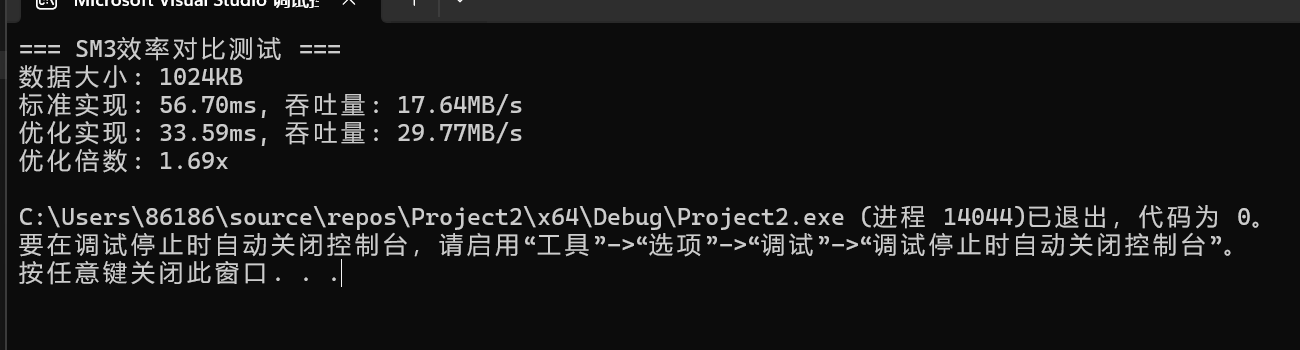 Microsoft Visual Studio 调试控
=== SM3效率对比测试 ===
数据大小: 1024KB
标准实现: 56.70ms, 吞吐量: 17.64MB/s
优化实现: 33.59ms, 吞吐量: 29.77MB/s
优化倍数: 1.69x
C:\Users\86186\source\repos\Project2\x64\Debug\Project2.exe (进程 14044)已退出，代码为 0。
要在调试停止时自动关闭控制台，请启用“工具”->“选项”->“调试”->“调试停止时自动关闭控制台”。
按任意键关闭此窗口. . .